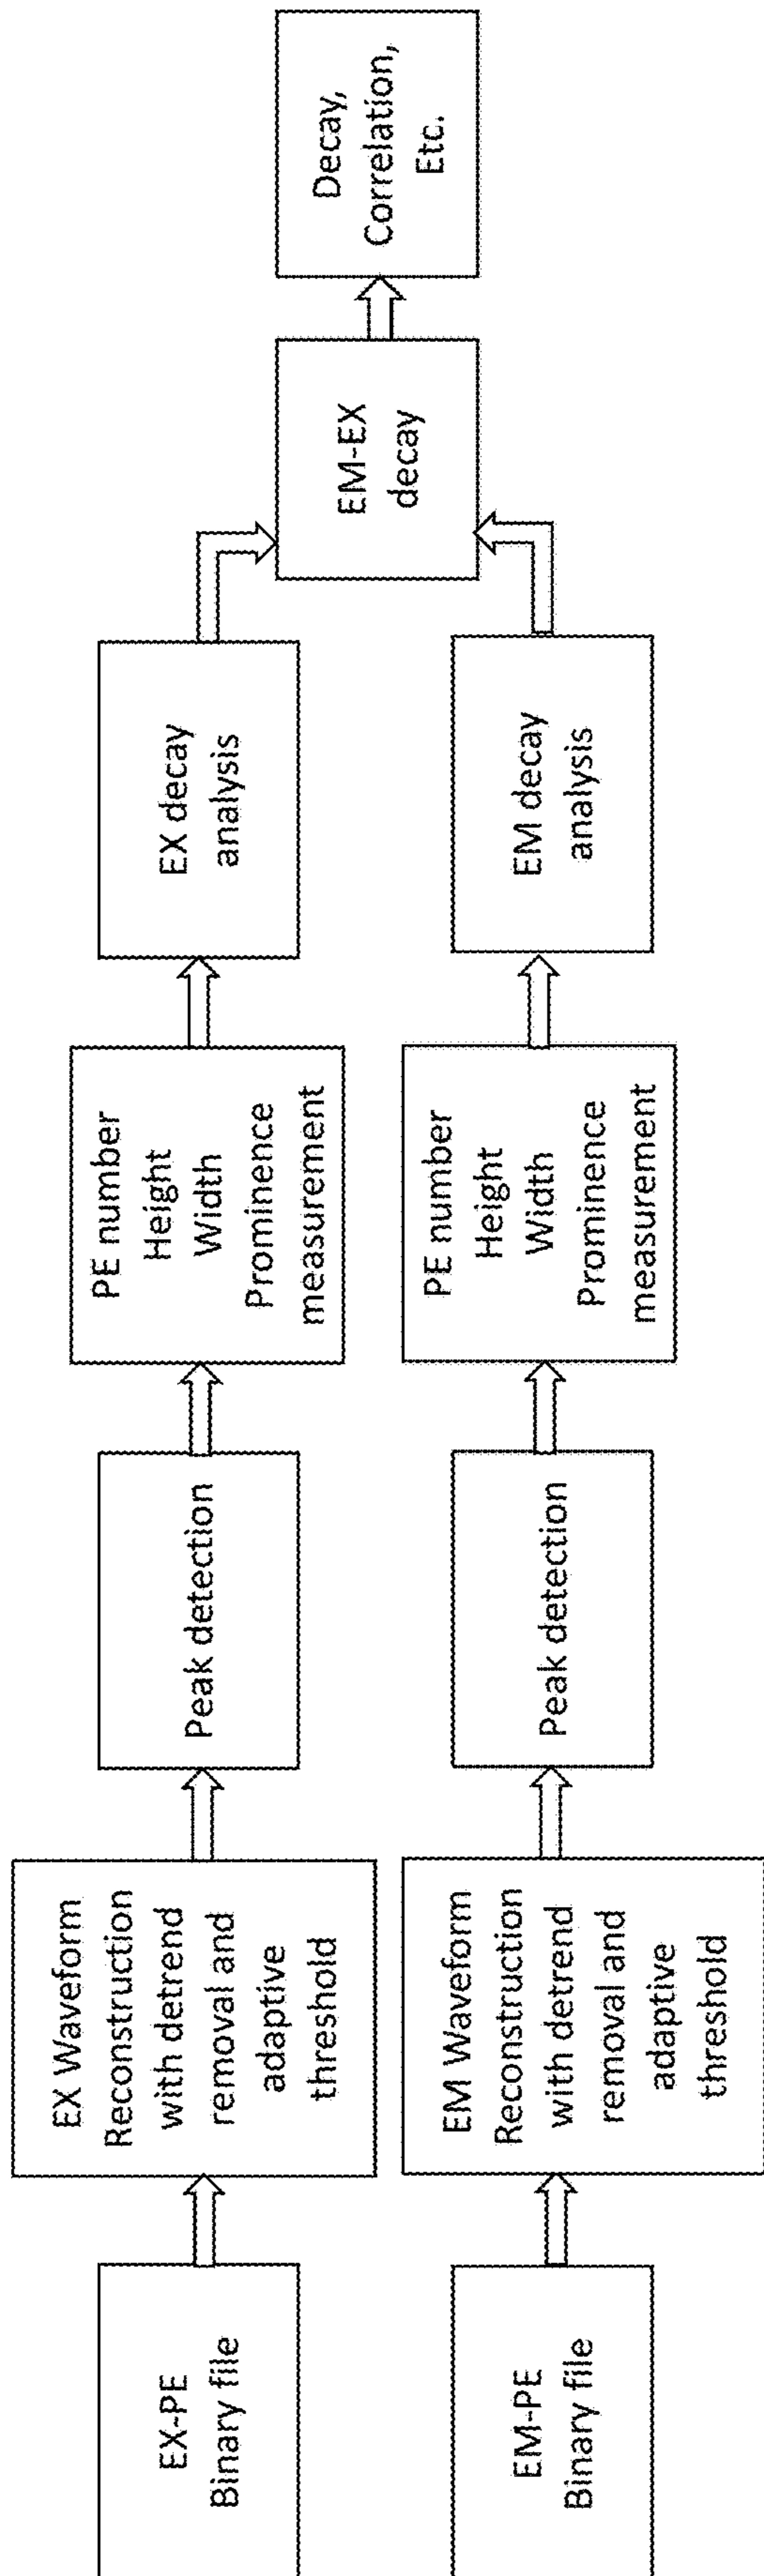 EX-PE
Binary file
EX Waveform
Reconstruction
with detrend
removal and
adaptive
threshold
Peak detection
PE number
Height
Width
Prominence
measurement
EX decay
analysis
EM-PE
Binary file
EM Waveform
Reconstruction
with detrend
removal and
adaptive
threshold
Peak detection
PE number
Height
Width
Prominence
measurement
EM decay
analysis
EM-EX
decay
Decay,
Correlation,
Etc.